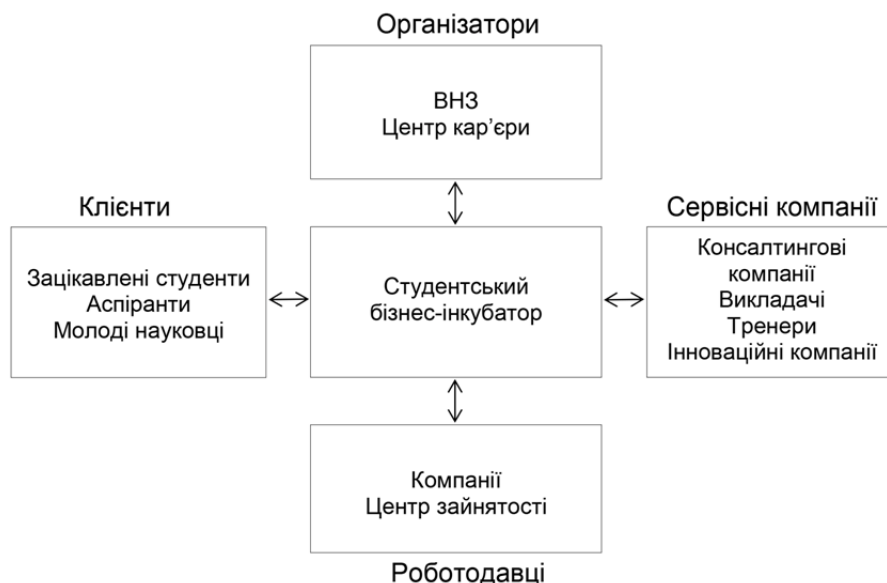 Організатори
ВНЗ
Центр кар’єри
Клієнти
Зацікавлені студенти
Аспіранти
Молоді науковці
Студентський
бізнес-інкубатор
Сервісні компанії
Консалтингові
компанії
Викладачі
Тренери
Інноваційні компанії
Компанії
Центр зайнятості
Роботодавці